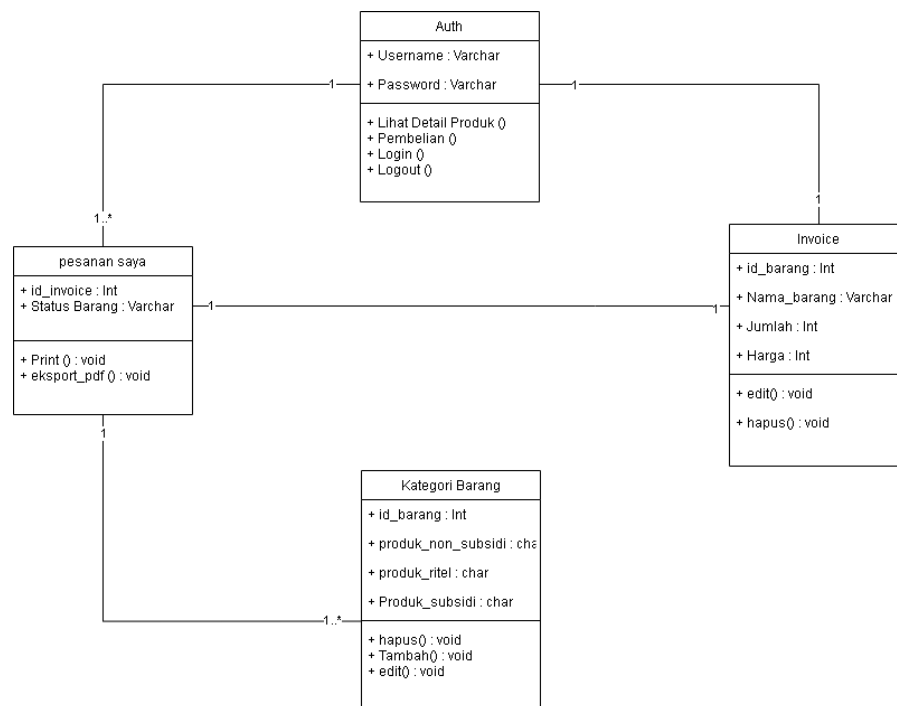 Auth
+ Username : Varchar
+ Password : Varchar
+ Lihat Detail Produk ()
+ Pembelian ()
+ Login ()
+ Logout ()
1
1
1..*
1
pesanan saya
+ id_invoice : Int
+ Status Barang : Varchar
+ Print () : void
+ eksport_pdf () : void
1
1
Invoice
+ id_barang : Int
+ Nama_barang : Varchar
+ Jumlah : Int
+ Harga : Int
+ edit() : void
+ hapus() : void
1
1..*
Kategori Barang
+ id_barang : Int
+ produk_non_subsidi : cha
+ produk_ritel : char
+ Produk_subsidi : char
+ hapus() : void
+ Tambah() : void
+ edit() : void